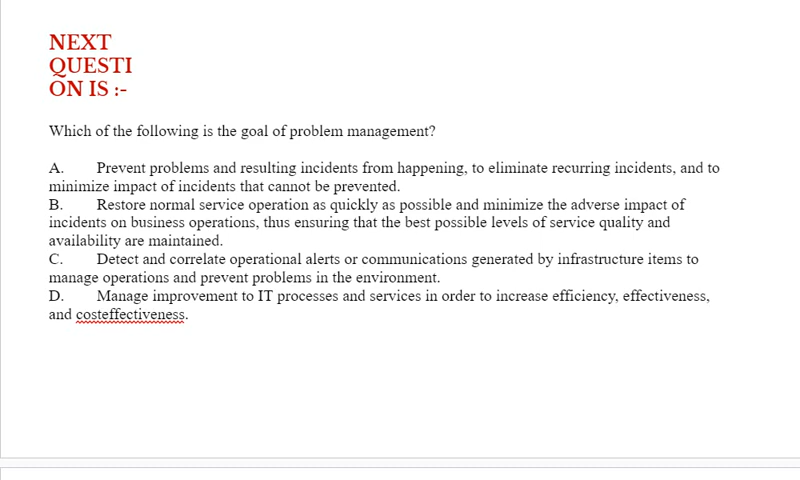 NEXT
QUESTI
ON IS :-
Which of the following is the goal of problem management?
A. Prevent problems and resulting incidents from happening, to eliminate recurring incidents, and to
minimize impact of incidents that cannot be prevented.
B. Restore normal service operation as quickly as possible and minimize the adverse impact of
incidents on business operations, thus ensuring that the best possible levels of service quality and
availability are maintained.
C. Detect and correlate operational alerts or communications generated by infrastructure items to
manage operations and prevent problems in the environment.
D. Manage improvement to IT processes and services in order to increase efficiency, effectiveness,
and costeffectiveness.